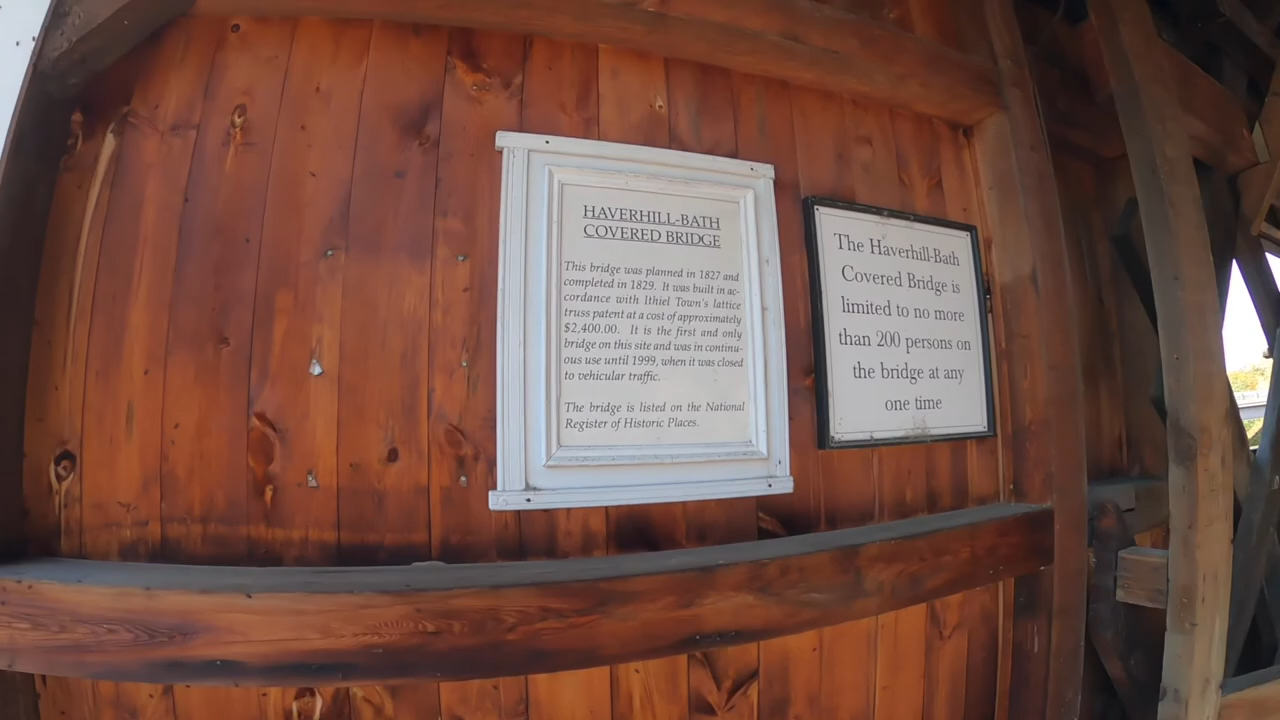 HAVERHILL-BATH
COVERED BRIDGE
This bridge was planned in 1827 and
completed in 1829. It was built in ac-
cordance with Ithiel Town's lattice
truss patent at a cost of approximately
$2,400.00. It is the first and only
bridge on this site and was in continu-
ous use until 1999, when it was closed
to vehicular traffic.
The bridge is listed on the National
Register of Historic Places.
The Haverhill-Bath
Covered Bridge is
limited to no more
than 200 persons on
the bridge at any
one time